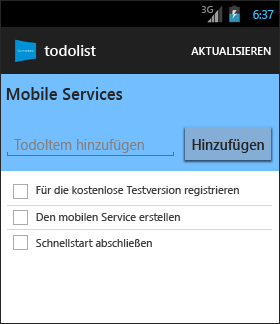 3G 6:37
todolist AKTUALISIEREN
Mobile Services
TodoItem hinzufügen Hinzufügen
Für die kostenlose Testversion registrieren
Den mobilen Service erstellen
Schnellstart abschließen